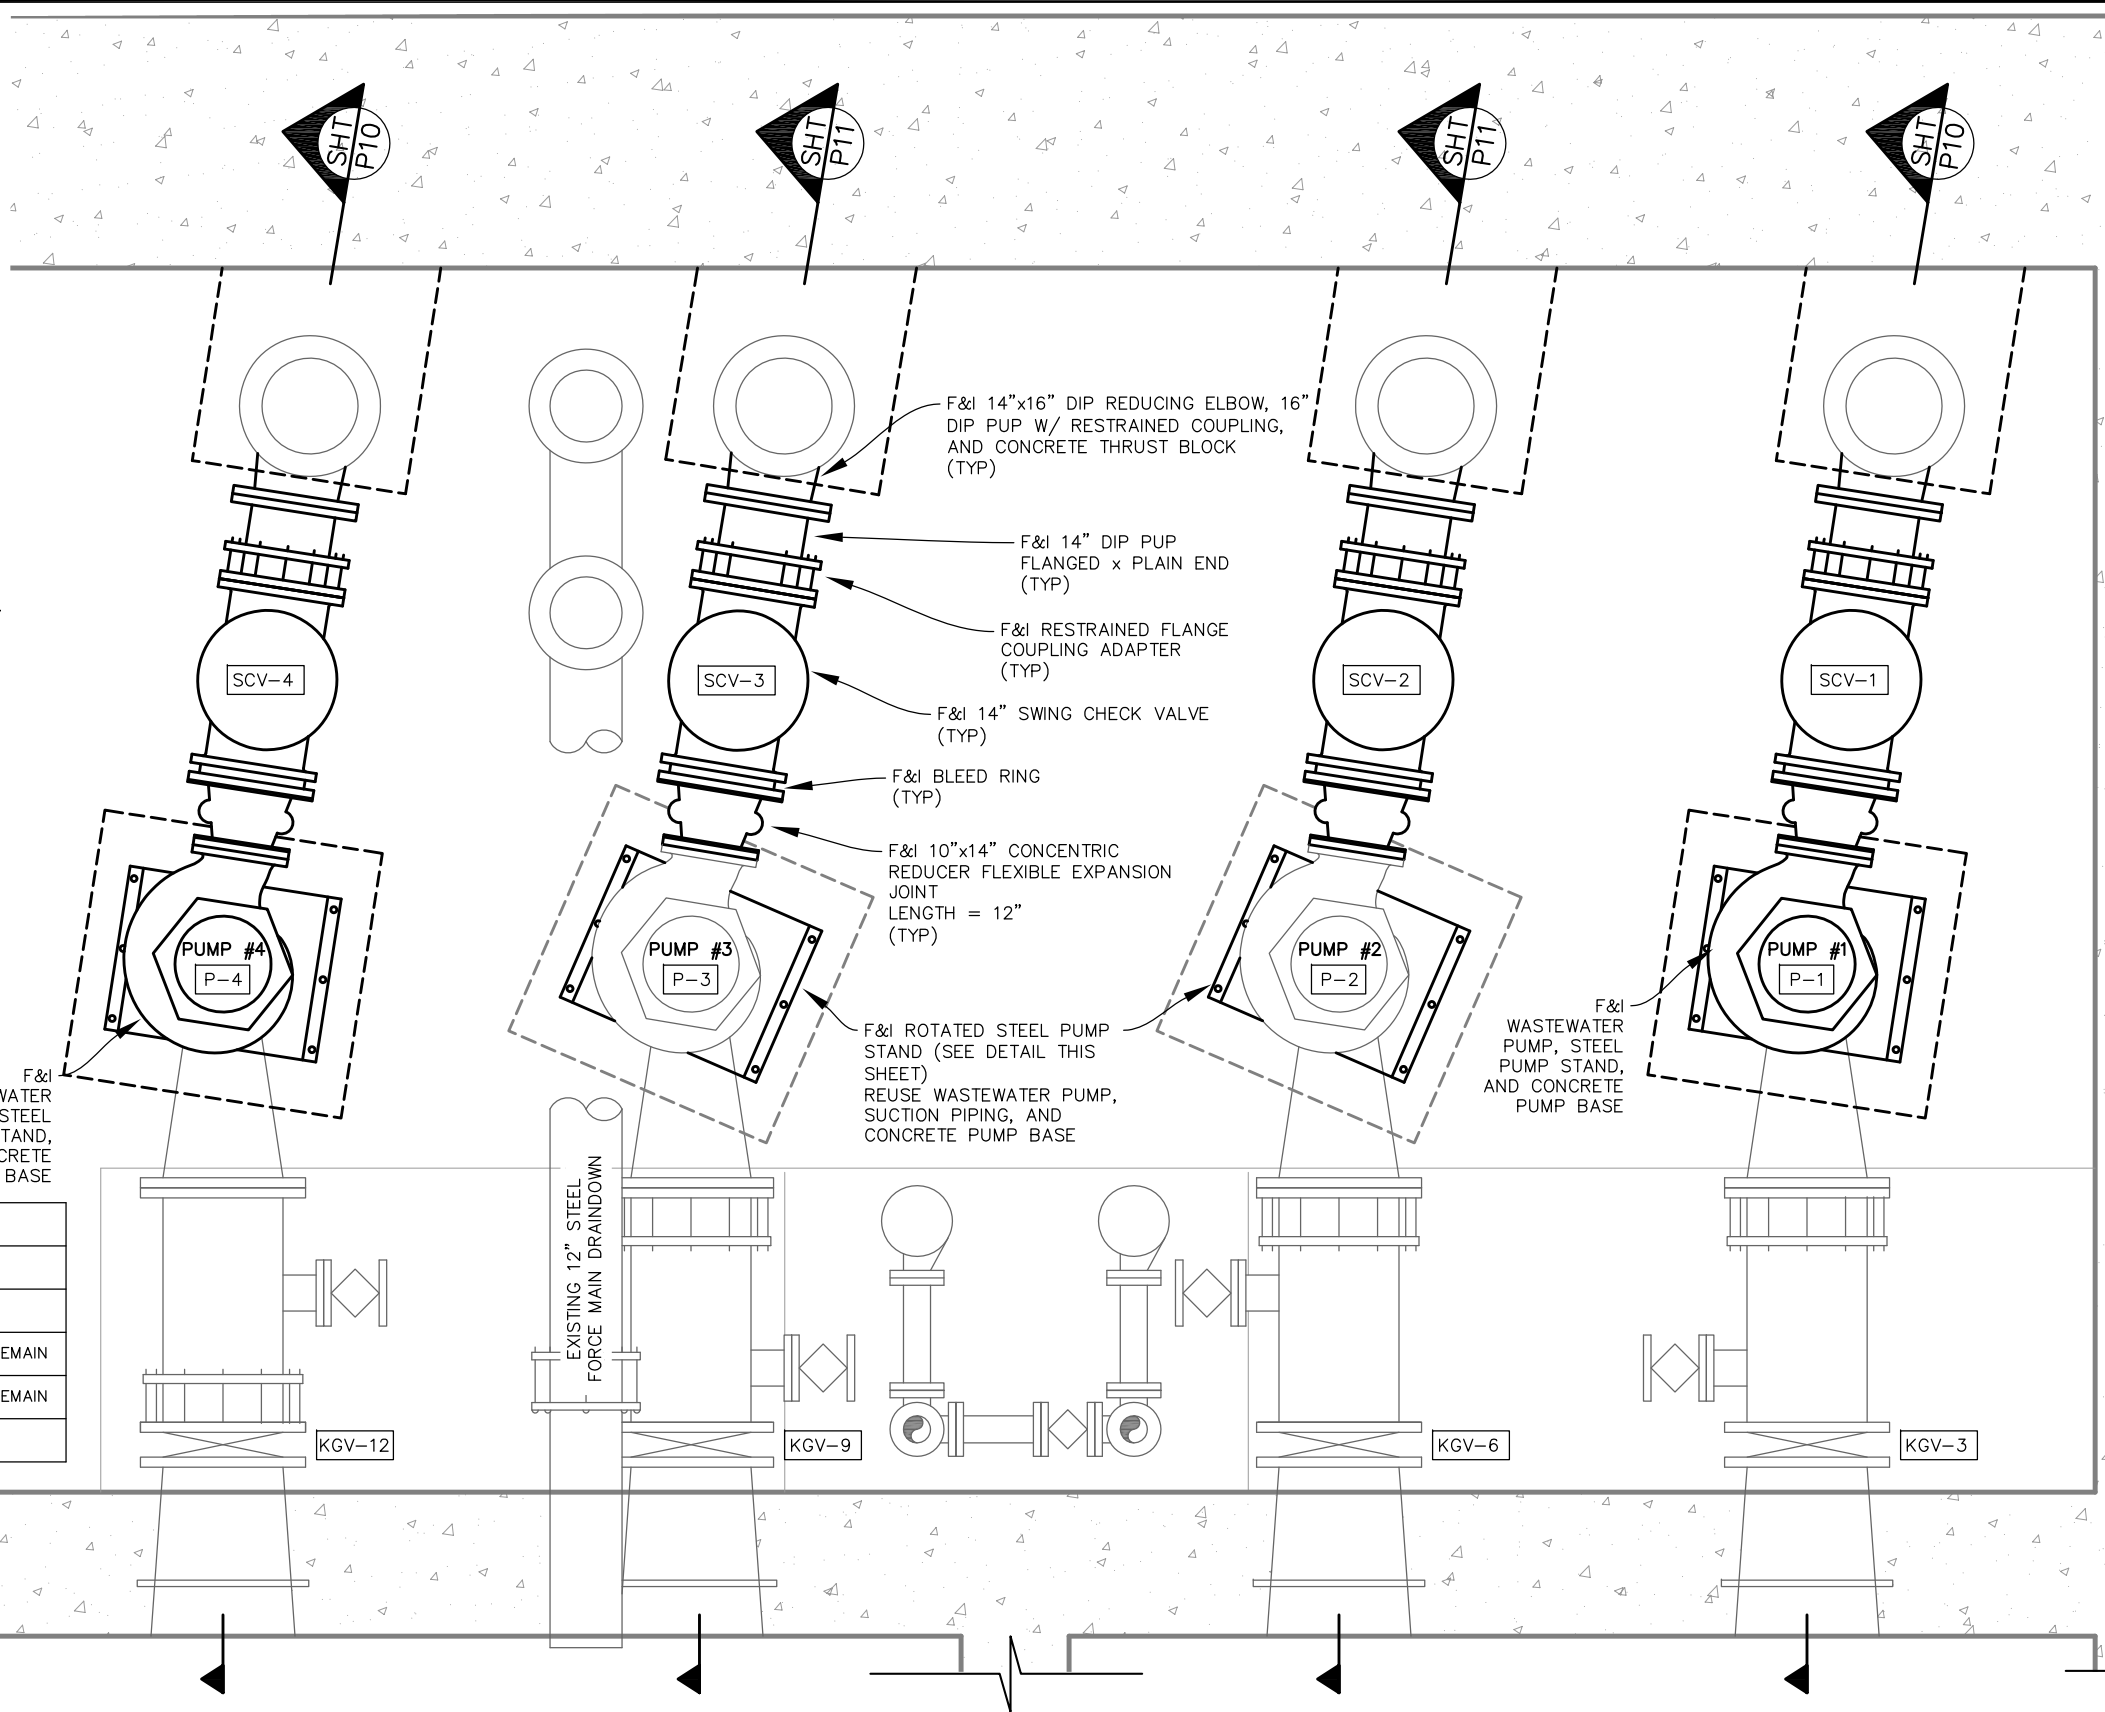 SHT
P10
SHT
P11
SHT
P11
SHT
P10
F&I 14”x16” DIP REDUCING ELBOW, 16”
DIP PUP W/ RESTRAINED COUPLING,
AND CONCRETE THRUST BLOCK
(TYP)
F&I 14” DIP PUP
FLANGED x PLAIN END
(TYP)
F&I RESTRAINED FLANGE
COUPLING ADAPTER
(TYP)
SCV-4
SCV-3
SCV-2
SCV-1
F&I 14” SWING CHECK VALVE
(TYP)
F&I BLEED RING
(TYP)
F&I 10”x14” CONCENTRIC
REDUCER FLEXIBLE EXPANSION
JOINT
LENGTH = 12”
(TYP)
PUMP #4
P-4
PUMP #3
P-3
PUMP #2
P-2
PUMP #1
P-1
F&I ROTATED STEEL PUMP
STAND (SEE DETAIL THIS
SHEET)
REUSE WASTEWATER PUMP,
SUCTION PIPING, AND
CONCRETE PUMP BASE
F&I
WASTEWATER
PUMP, STEEL
PUMP STAND,
AND CONCRETE
PUMP BASE
F&I
WATER
STEEL
TAND,
CRETE
BASE
EXISTING 12” STEEL
FORCE MAIN DRAINDOWN
EMAIN
EMAIN
KGV-12
KGV-9
KGV-6
KGV-3